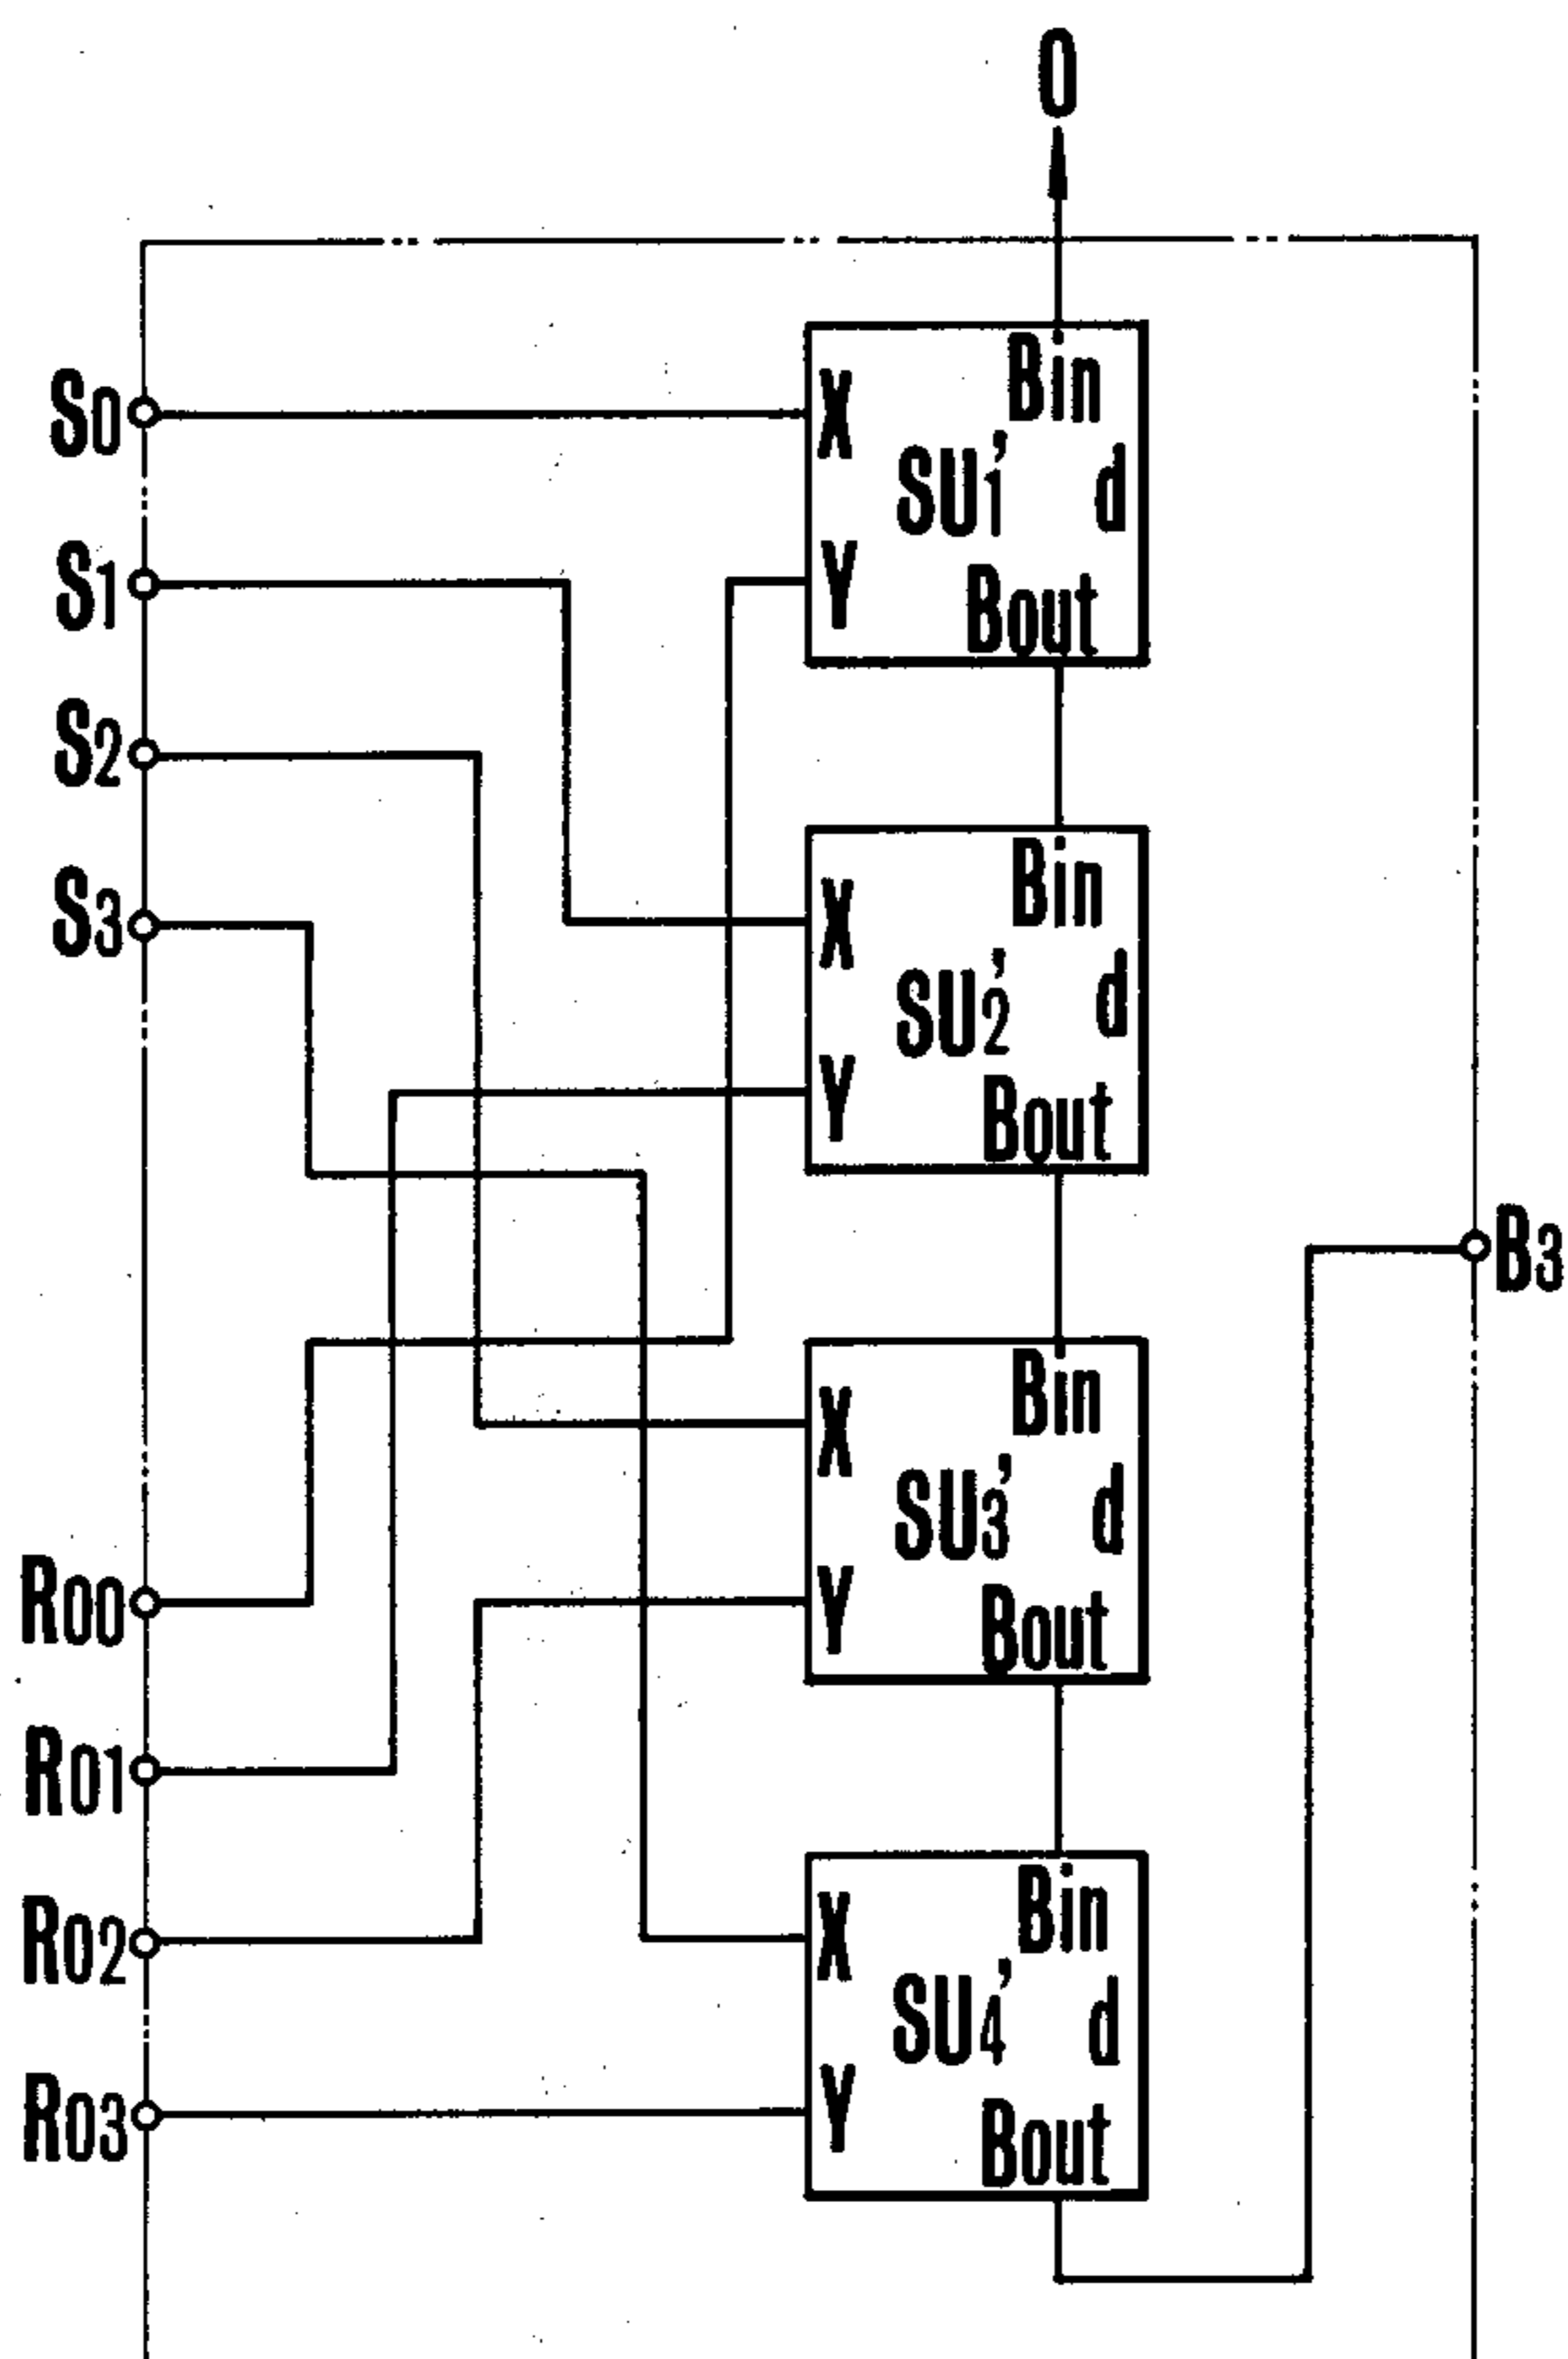 0
S0
S1
S2
S3
R00
R01
R02
R03
X
Y
Bin
SU1'
d
Bout
X
Y
Bin
SU2'
d
Bout
X
Y
Bin
SU3'
d
Bout
X
Y
Bin
SU4'
d
Bout
B3